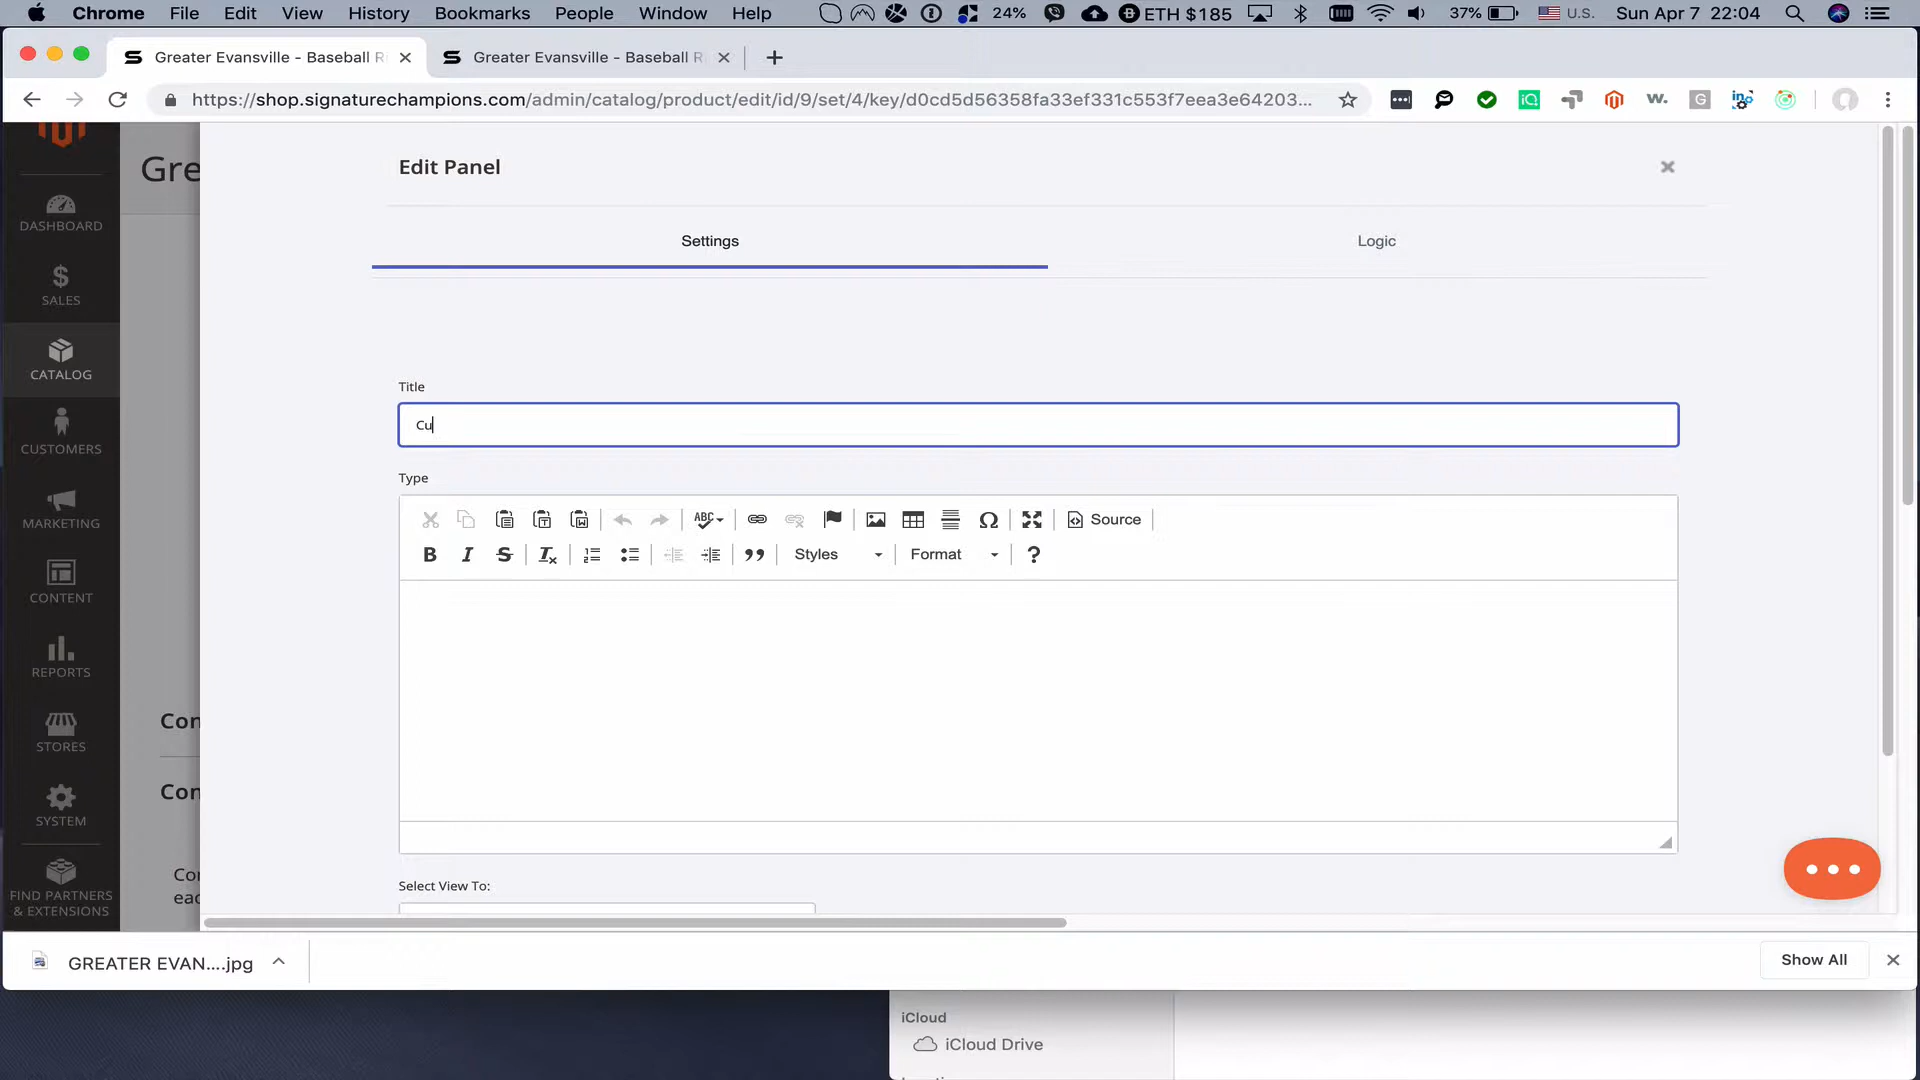 Chrome File Edit View History Bookmarks People Window Help 24% ETH $185 37% U.S. Sun Apr 7 22:04
Greater Evansville - Baseball R
Greater Evansville - Baseball R
https://shop.signaturechampions.com/admin/catalog/product/edit/id/9/set/4/key/d0cd5d56358fa33ef331c553f7eea3e64203...
Gre
DASHBOARD
SALES
CATALOG
CUSTOMERS
MARKETING
CONTENT
REPORTS
STORES
SYSTEM
FIND PARTNERS
& EXTENSIONS
Con
Con
Con
eac
Edit Panel
Settings
Logic
Title
Cu
Type
ABC
Source
B I S
Styles
Format
?
Select View To:
GREATER EVAN....jpg
Show All
iCloud
iCloud Drive